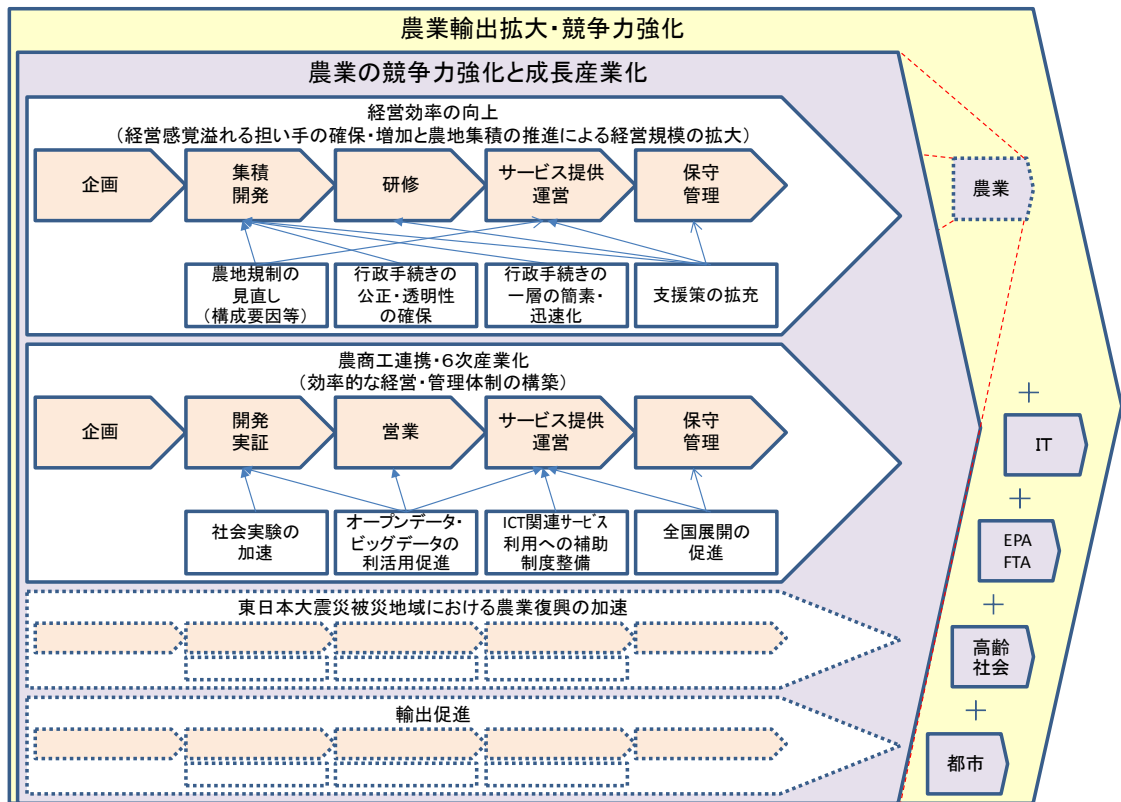 農業輸出拡大・競争力強化
農業の競争力強化と成長産業化
経営効率の向上
(経営感覚溢れる担い手の確保・増加と農地集積の推進による経営規模の拡大)
企画
集積
開発
研修
サービス提供
運営
保守
管理
農地規制の
見直し
(構成要因等)
行政手続きの
公正・透明性
の確保
行政手続きの
一層の簡素・
迅速化
支援策の拡充
農商工連携・6次産業化
(効率的な経営・管理体制の構築)
企画
開発
実証
営業
サービス提供
運営
保守
管理
社会実験の
加速
オープンデータ・
ビッグデータの
利活用促進
ICT関連サービス
利用への補助
制度整備
全国展開の
促進
東日本大震災被災地域における農業復興の加速
輸出促進
農業
+
IT
+
EPA
FTA
+
高齢
社会
+
都市